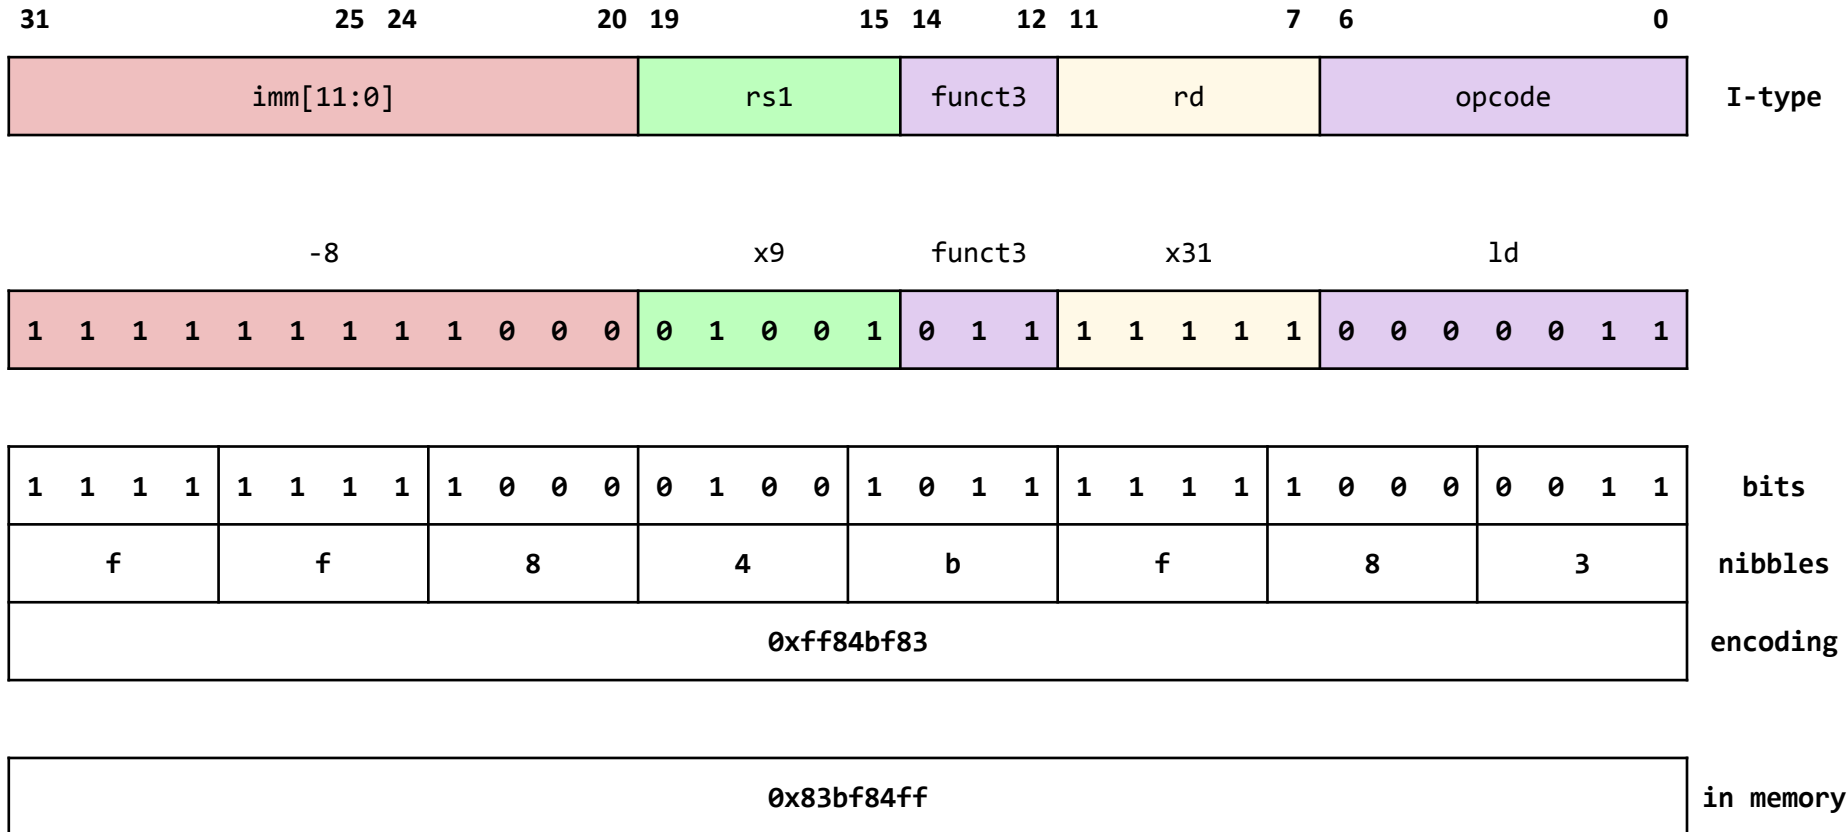 31 25 24 20 19 15 14 12 11 7 6 0
imm[11:0] rs1 funct3 rd opcode I-type
-8 x9 funct3 x31 ld
1 1 1 1 1 1 1 1 1 0 0 0 0 1 0 0 1 0 1 1 1 1 1 1 1 0 0 0 0 0 1 1
1 1 1 1 1 1 1 1 1 0 0 0 0 1 0 0 1 0 1 1 1 1 1 1 1 0 0 0 0 0 1 1 bits
f f 8 4 b f 8 3 nibbles
0xff84bf83 encoding
0x83bf84ff in memory